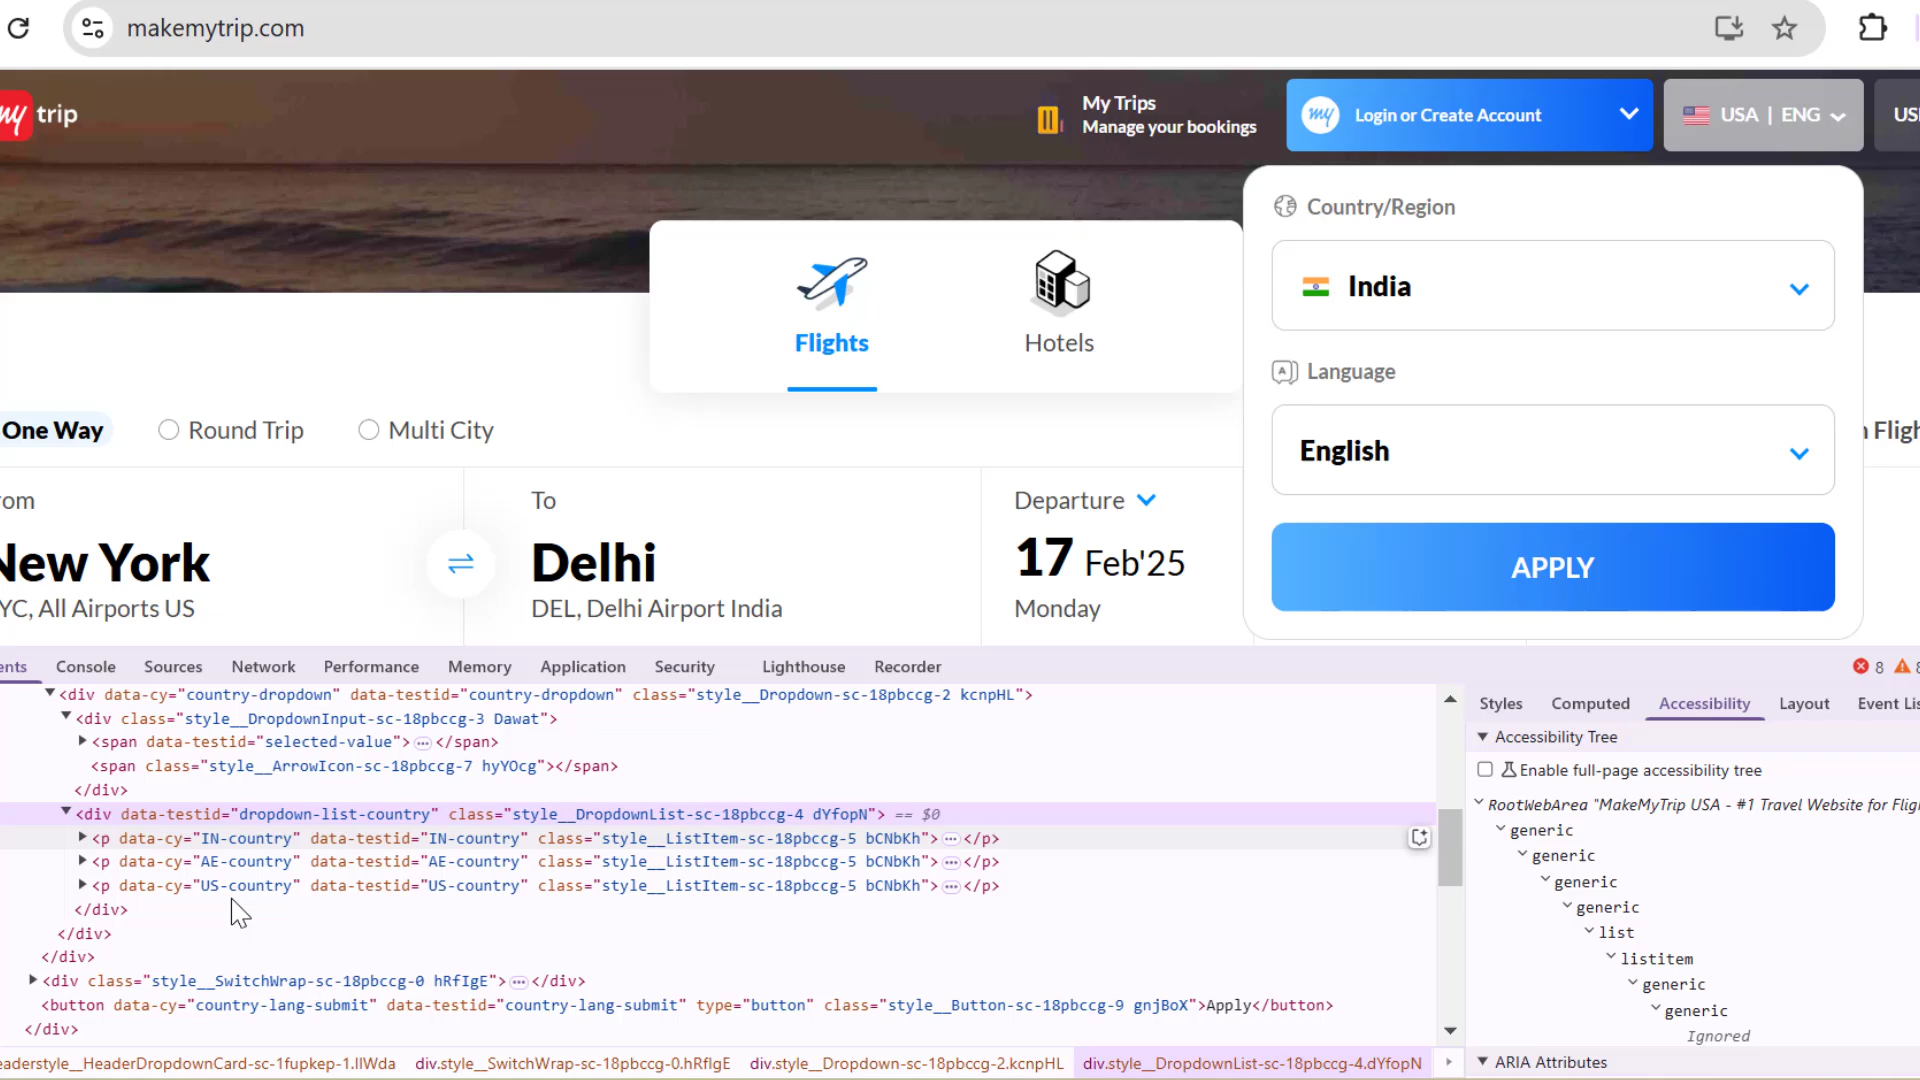 makemytrip.com
my trip
My Trips
Manage your bookings
my Login or Create Account
USA | ENG
Country/Region
India
Flights
Hotels
Language
English
One Way
Round Trip
Multi City
To
Departure
New York
Delhi
17 Feb'25
APPLY
YC, All Airports US
DEL, Delhi Airport India
Monday
Console Sources Network Performance Memory Application Security Lighthouse Recorder
8
<div data-cy="country-dropdown" data-testid="country-dropdown" class="style__Dropdown-sc-18pbccg-2 kcnpHL">
<div class="style__DropdownInput-sc-18pbccg-3 Dawat">
<span data-testid="selected-value"> … </span>
<span class="style__ArrowIcon-sc-18pbccg-7 hyYOcg"></span>
</div>
<div data-testid="dropdown-list-country" class="style__DropdownList-sc-18pbccg-4 dYfopN"> == $0
<p data-cy="IN-country" data-testid="IN-country" class="style__ListItem-sc-18pbccg-5 bCNbKh"> … </p>
<p data-cy="AE-country" data-testid="AE-country" class="style__ListItem-sc-18pbccg-5 bCNbKh"> … </p>
<p data-cy="US-country" data-testid="US-country" class="style__ListItem-sc-18pbccg-5 bCNbKh"> … </p>
</div>
</div>
</div>
<div class="style__SwitchWrap-sc-18pbccg-0 hRfIgE"> … </div>
<button data-cy="country-lang-submit" data-testid="country-lang-submit" type="button" class="style__Button-sc-18pbccg-9 gnjBoX">Apply</button>
</div>
eaderstyle__HeaderDropdownCard-sc-1fupkep-1.IlWda div.style__SwitchWrap-sc-18pbccg-0.hRfIgE div.style__Dropdown-sc-18pbccg-2.kcnpHL div.style__DropdownList-sc-18pbccg-4.dYfopN
Styles Computed Accessibility Layout Event Lis
Accessibility Tree
Enable full-page accessibility tree
RootWebArea "MakeMyTrip USA - #1 Travel Website for Fligh
generic
generic
generic
generic
list
listitem
generic
generic
Ignored
ARIA Attributes